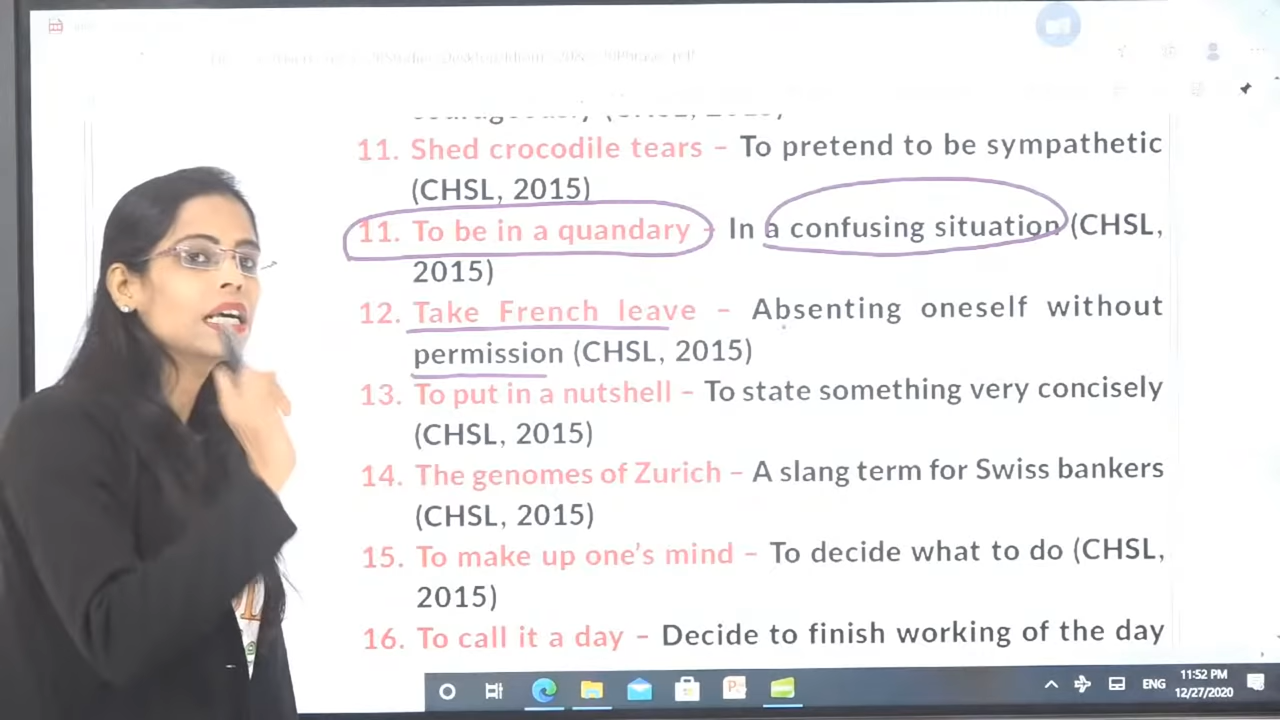 11. Shed crocodile tears – To pretend to be sympathetic
(CHSL, 2015)
11. To be in a quandary – In a confusing situation (CHSL,
2015)
12. Take French leave – Absenting oneself without
permission (CHSL, 2015)
13. To put in a nutshell – To state something very concisely
(CHSL, 2015)
14. The genomes of Zurich – A slang term for Swiss bankers
(CHSL, 2015)
15. To make up one's mind – To decide what to do (CHSL,
2015)
16. To call it a day – Decide to finish working of the day
ENG
11:52 PM
12/27/2020